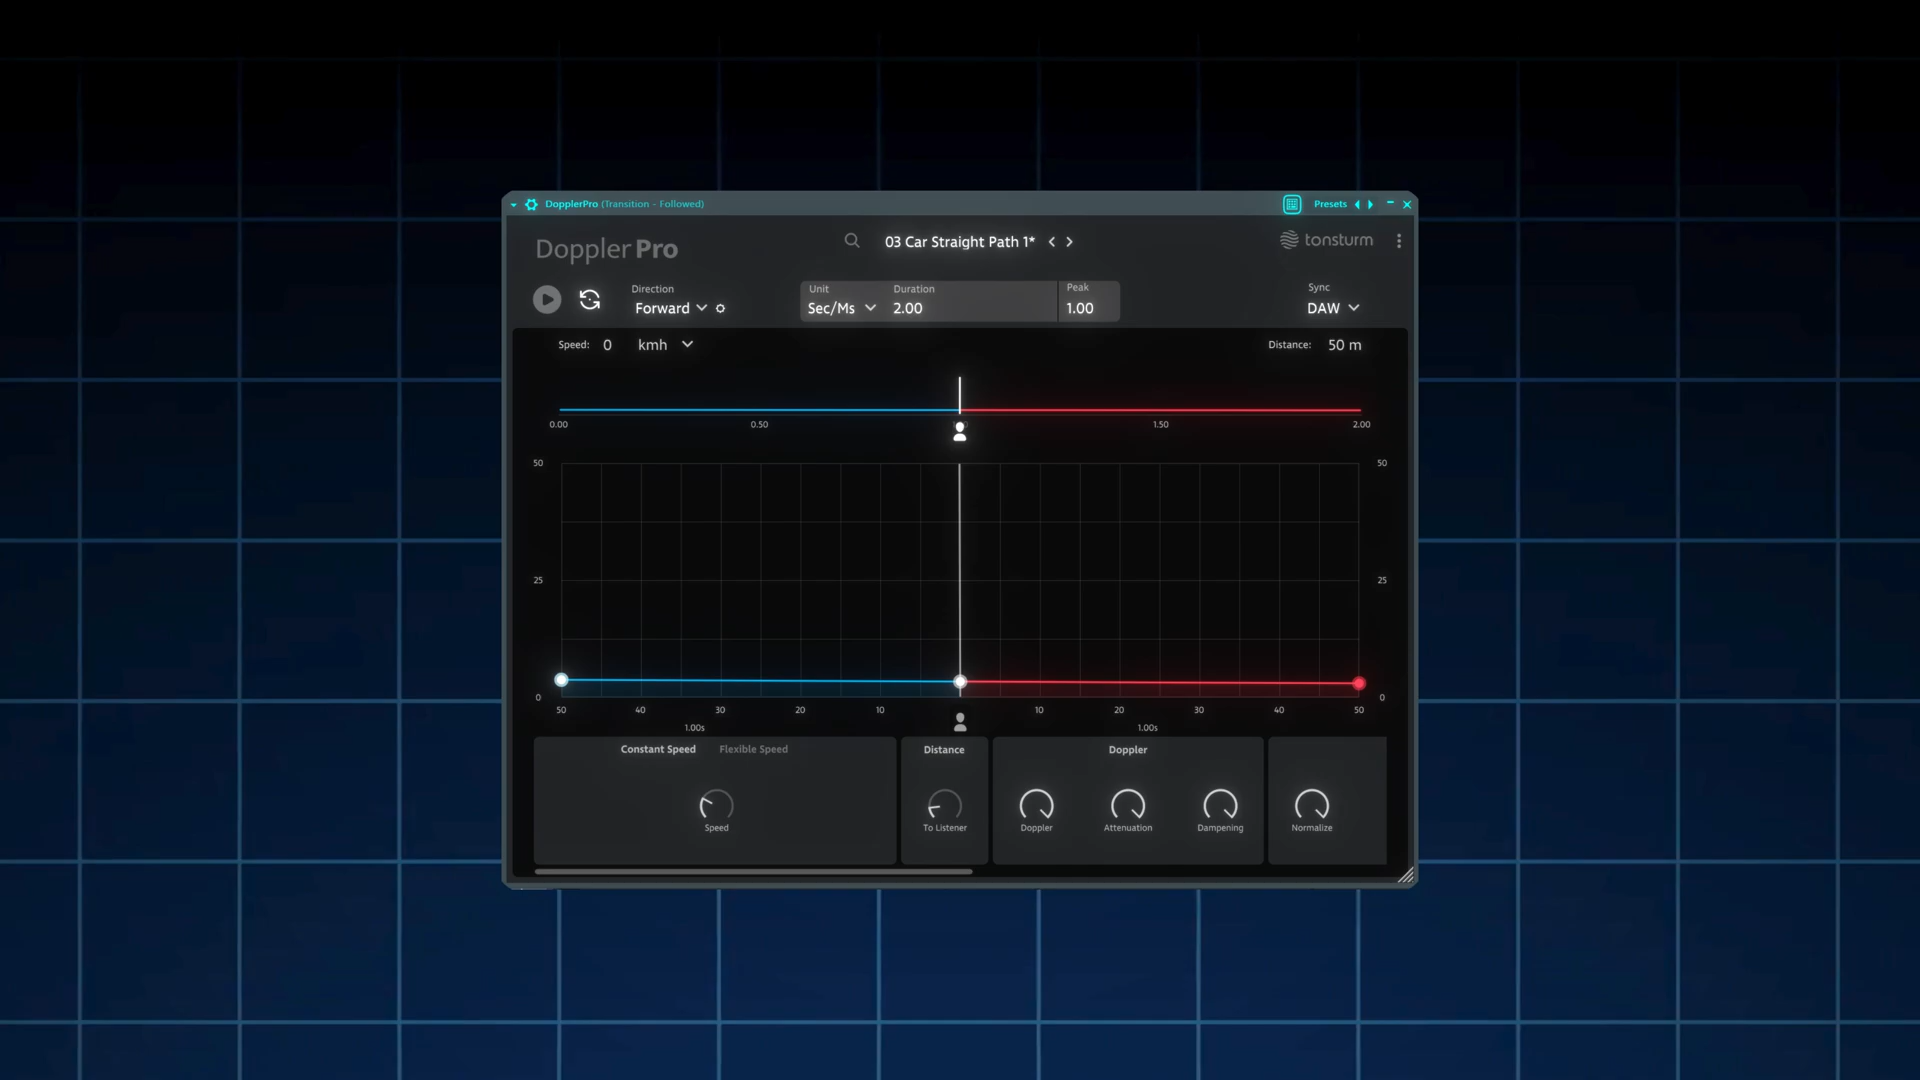 DopplerPro (Transition - Followed)
Presets
Doppler Pro
03 Car Straight Path 1*
tonsturm
Direction
Forward
Unit
Sec/Ms
Duration
2.00
Peak
1.00
Sync
DAW
Speed: 0 kmh
Distance: 50 m
0.00 0.50 1.50 2.00
50 50
25 25
0 0
50 40 30 20 10 10 20 30 40 50
1.00s 1.00s
Constant Speed Flexible Speed
Distance
Doppler
Speed
To Listener
Doppler
Attenuation
Dampening
Normalize